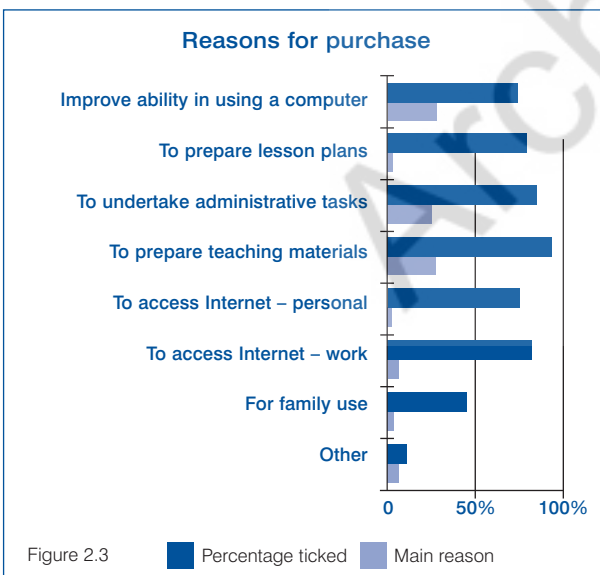 Reasons for purchase
Improve ability in using a computer
To prepare lesson plans
To undertake administrative tasks
To prepare teaching materials
To access Internet – personal
To access Internet – work
For family use
Other
0 50% 100%
Figure 2.3 Percentage ticked Main reason